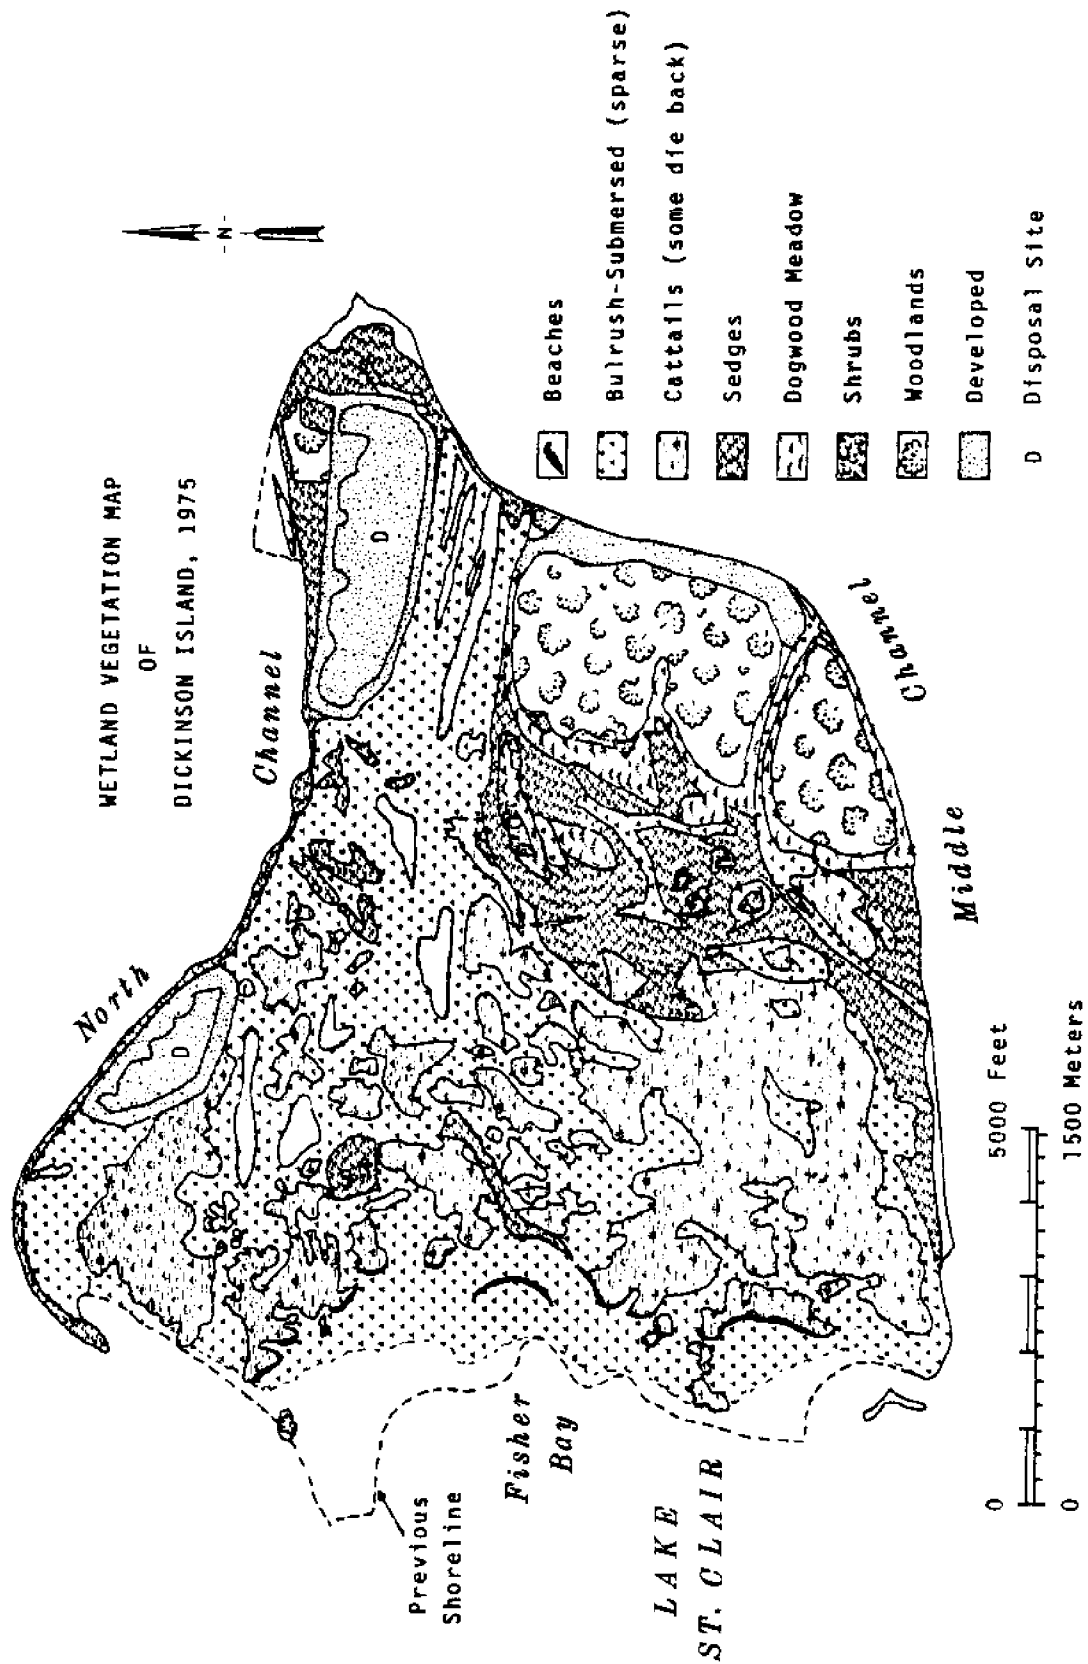 WETLAND VEGETATION MAP
OF
DICKINSON ISLAND, 1975
N
North
Channel
D
D
Middle
Channel
Previous
Shoreline
Fisher
Bay
LAKE
ST. CLAIR
Beaches
Bulrush-Submersed (sparse)
Cattails (some die back)
Sedges
Dogwood Meadow
Shrubs
Woodlands
Developed
D Disposal Site
0 5000 Feet
0 1500 Meters